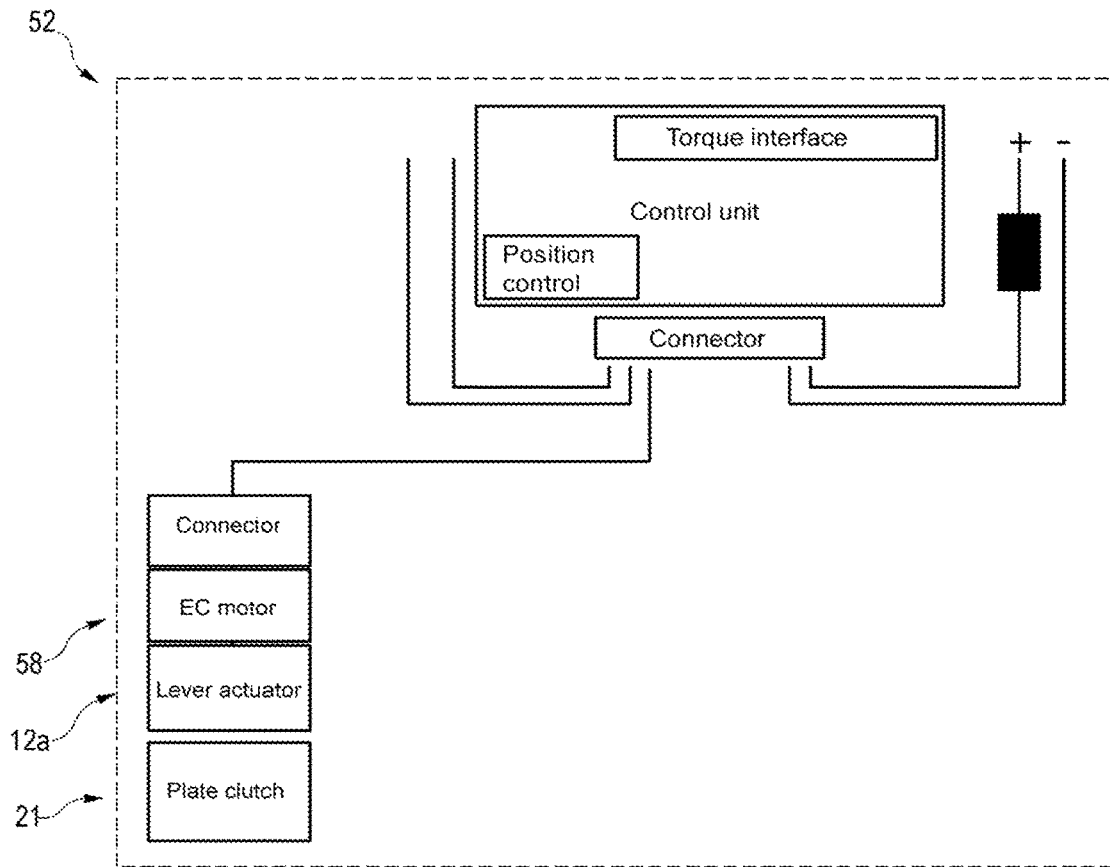 52
Torque interface
+ -
Control unit
Position
control
Connector
Connector
EC motor
58
Lever actuator
12a
Plate clutch
21